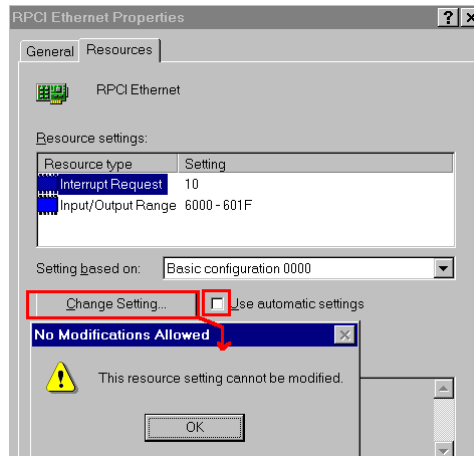 RPCI Ethernet Properties
General Resources
RPCI Ethernet
Resource settings:
Resource type Setting
Interrupt Request 10
Input/Output Range 6000 - 601F
Setting based on: Basic configuration 0000
Change Setting... Use automatic settings
No Modifications Allowed
This resource setting cannot be modified.
OK